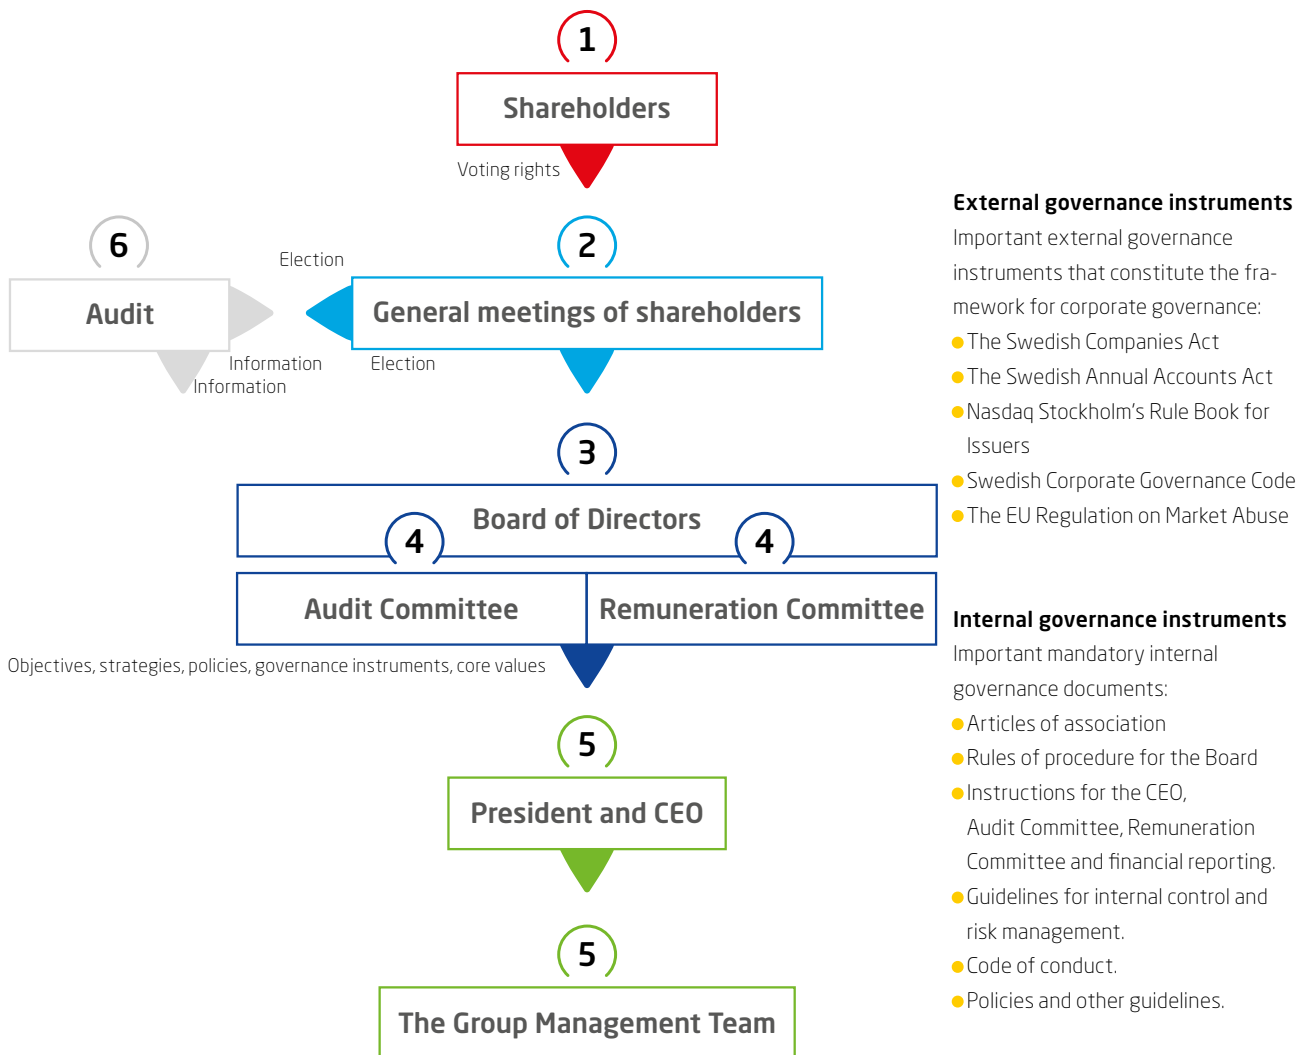 1
Shareholders
Voting rights
6
Election
2
Audit
General meetings of shareholders
Information
Election
Information
3
Board of Directors
4
4
Audit Committee
Remuneration Committee
Objectives, strategies, policies, governance instruments, core values
5
President and CEO
5
The Group Management Team
External governance instruments
Important external governance
instruments that constitute the fra-
mework for corporate governance:
The Swedish Companies Act
The Swedish Annual Accounts Act
Nasdaq Stockholm's Rule Book for
Issuers
Swedish Corporate Governance Code
The EU Regulation on Market Abuse
Internal governance instruments
Important mandatory internal
governance documents:
Articles of association
Rules of procedure for the Board
Instructions for the CEO,
Audit Committee, Remuneration
Committee and financial reporting.
Guidelines for internal control and
risk management.
Code of conduct.
Policies and other guidelines.